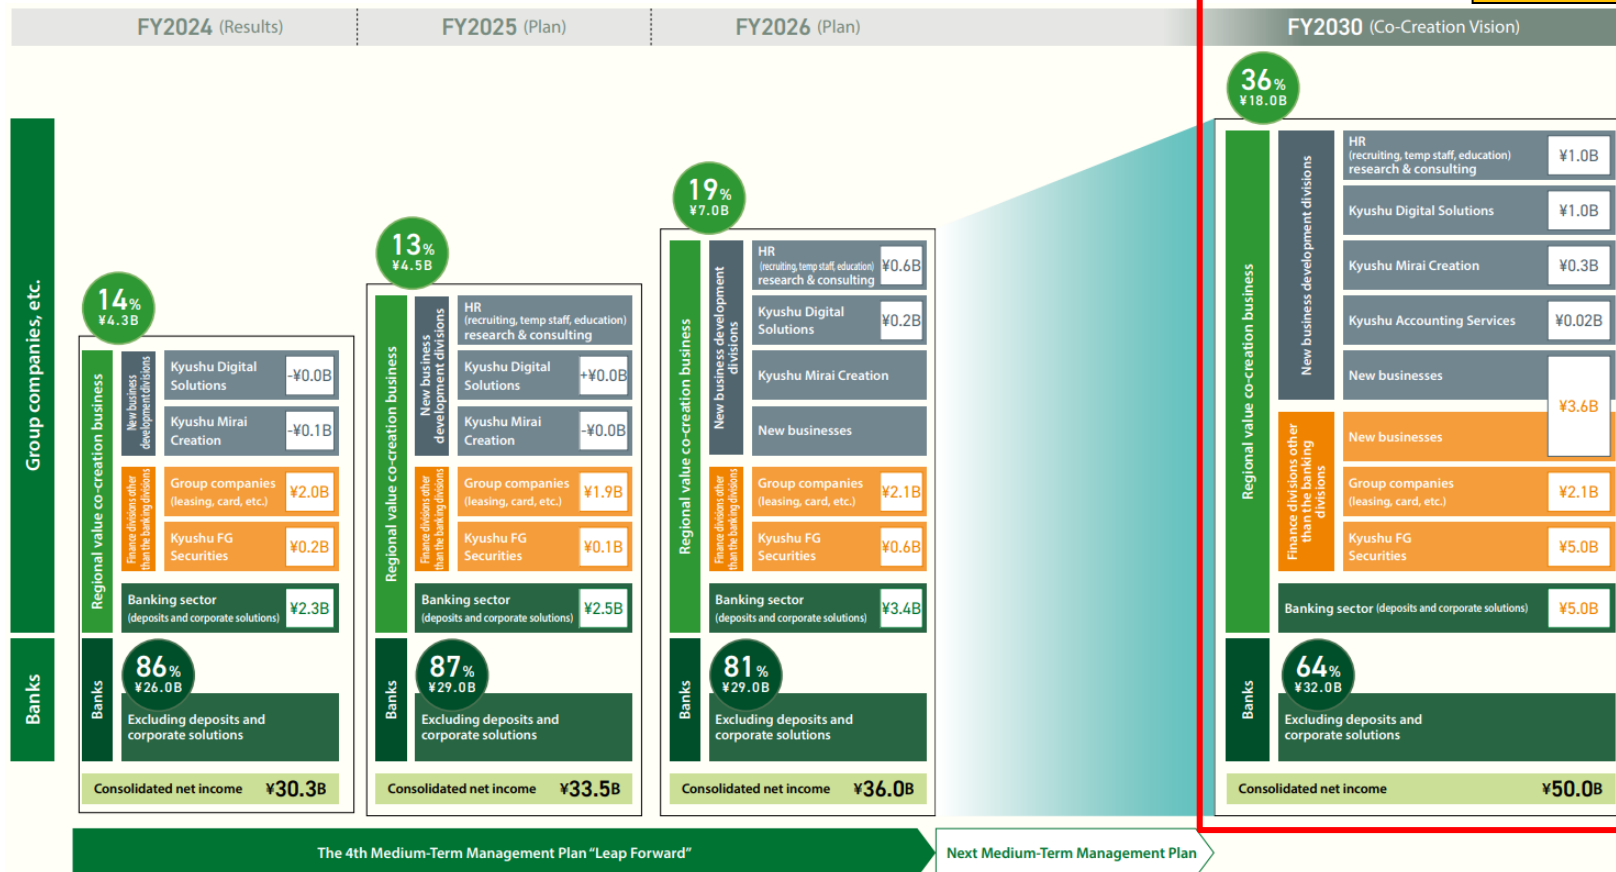 FY2024 (Results)
FY2025 (Plan)
FY2026 (Plan)
FY2030 (Co-Creation Vision)
Group companies, etc.
Banks
14%
¥4.3B
Regional value co-creation business
New business
development divisions
Kyushu Digital
Solutions
-¥0.0B
Kyushu Mirai
Creation
-¥0.1B
Finance divisions other
than the banking divisions
Group companies
(leasing, card, etc.)
¥2.0B
Kyushu FG
Securities
¥0.2B
Banking sector
(deposits and corporate solutions)
¥2.3B
Banks
86%
¥26.0B
Excluding deposits and
corporate solutions
Consolidated net income ¥30.3B
13%
¥4.5B
Regional value co-creation business
New business
development divisions
HR
(recruiting, temp staff, education)
research & consulting
Kyushu Digital
Solutions
+¥0.0B
Kyushu Mirai
Creation
-¥0.0B
Finance divisions other
than the banking divisions
Group companies
(leasing, card, etc.)
¥1.9B
Kyushu FG
Securities
¥0.1B
Banking sector
(deposits and corporate solutions)
¥2.5B
Banks
87%
¥29.0B
Excluding deposits and
corporate solutions
Consolidated net income ¥33.5B
19%
¥7.0B
Regional value co-creation business
New business development
divisions
HR
(recruiting, temp staff, education)
research & consulting
¥0.6B
Kyushu Digital
Solutions
¥0.2B
Kyushu Mirai Creation
New businesses
Finance divisions other
than the banking divisions
Group companies
(leasing, card, etc.)
¥2.1B
Kyushu FG
Securities
¥0.6B
Banking sector
(deposits and corporate solutions)
¥3.4B
Banks
81%
¥29.0B
Excluding deposits and
corporate solutions
Consolidated net income ¥36.0B
36%
¥18.0B
Regional value co-creation business
New business development divisions
HR
(recruiting, temp staff, education)
research & consulting
¥1.0B
Kyushu Digital Solutions
¥1.0B
Kyushu Mirai Creation
¥0.3B
Kyushu Accounting Services
¥0.02B
New businesses
¥3.6B
Finance divisions other
than the banking
divisions
New businesses
Group companies
(leasing, card, etc.)
¥2.1B
Kyushu FG
Securities
¥5.0B
Banking sector (deposits and corporate solutions)
¥5.0B
Banks
64%
¥32.0B
Excluding deposits and
corporate solutions
Consolidated net income ¥50.0B
The 4th Medium-Term Management Plan "Leap Forward"
Next Medium-Term Management Plan